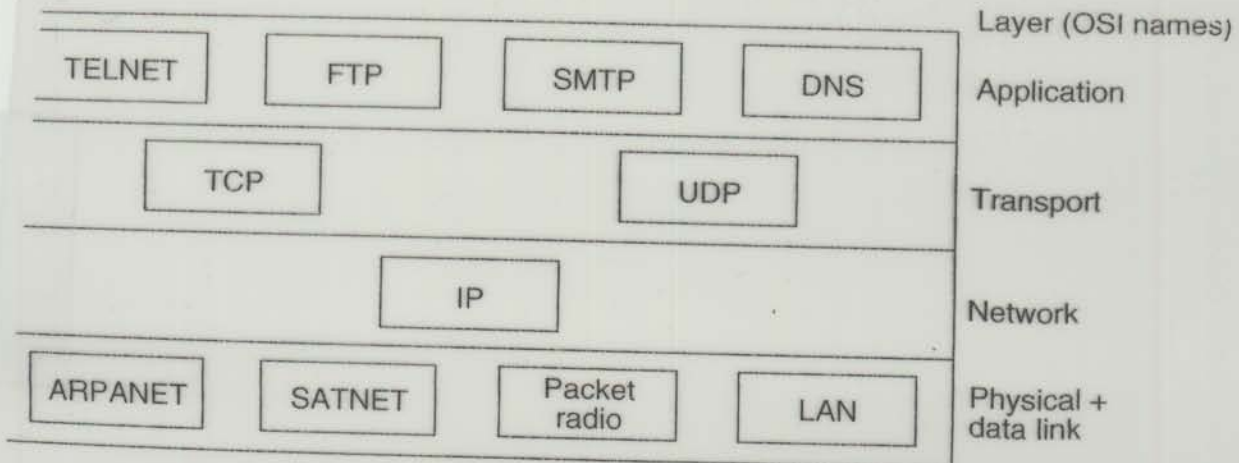 Layer (OSI names)
TELNET FTP SMTP DNS Application
TCP UDP Transport
IP Network
ARPANET SATNET Packet radio LAN Physical +
data link